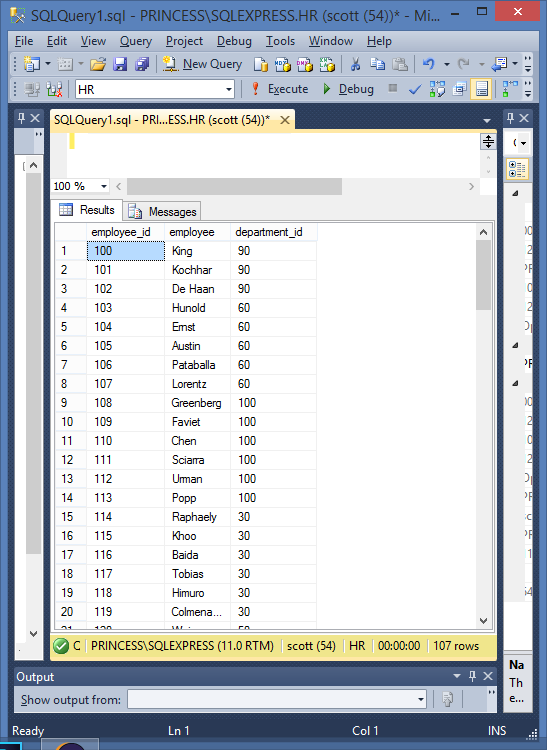 SQLQuery1.sql - PRINCESS\SQLEXPRESS.HR (scott (54))* - Mi...
File Edit View Query Project Debug Tools Window Help
New Query
HR Execute Debug
SQLQuery1.sql - PRI...ESS.HR (scott (54))*
100 %
Results Messages
employee_id employee department_id
1 100 King 90
2 101 Kochhar 90
3 102 De Haan 90
4 103 Hunold 60
5 104 Ernst 60
6 105 Austin 60
7 106 Pataballa 60
8 107 Lorentz 60
9 108 Greenberg 100
10 109 Faviet 100
11 110 Chen 100
12 111 Sciarra 100
13 112 Urman 100
14 113 Popp 100
15 114 Raphaely 30
16 115 Khoo 30
17 116 Baida 30
18 117 Tobias 30
19 118 Himuro 30
20 119 Colmena... 30
C PRINCESS\SQLEXPRESS (11.0 RTM) scott (54) HR 00:00:00 107 rows
Na
Th
e...
Output
Show output from:
Ready Ln 1 Col 1 INS